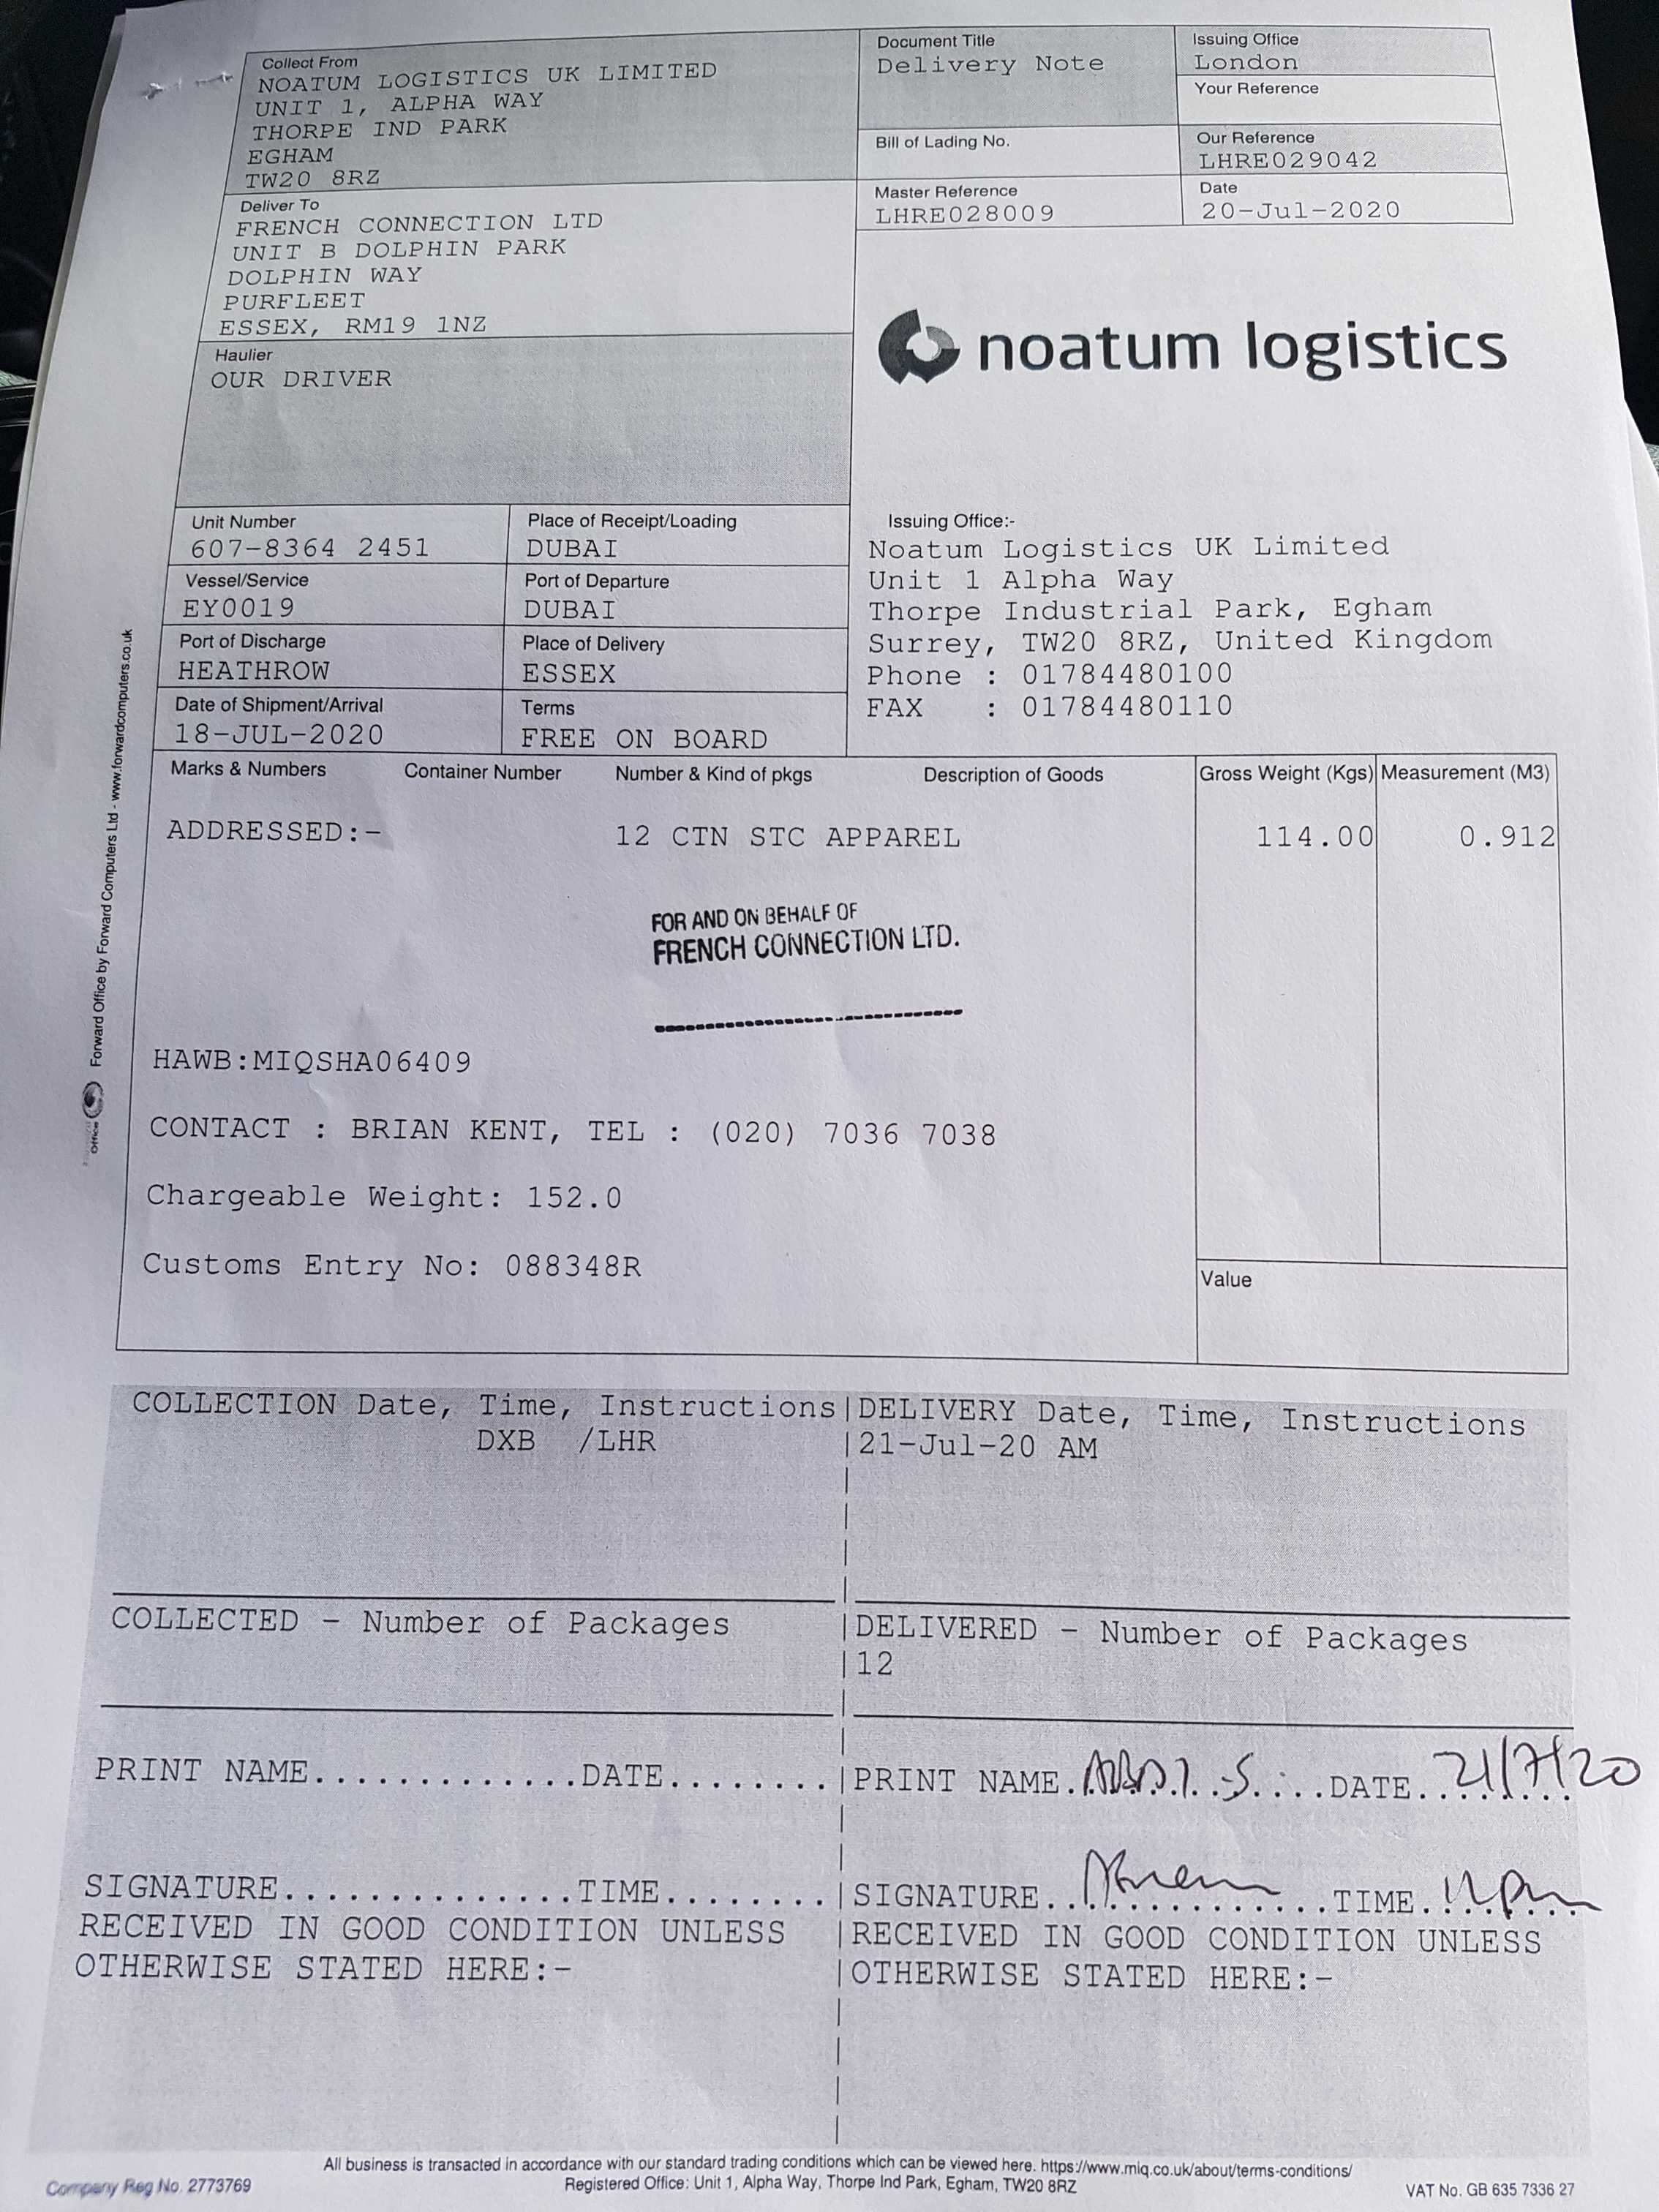 Collect From
NOATUM LOGISTICS UK LIMITED
UNIT 1, ALPHA WAY
THORPE IND PARK
EGHAM
TW20 8RZ
Document Title
Delivery Note
Issuing Office
London
Your Reference
Bill of Lading No.
Our Reference
LHRE029042
Master Reference
LHRE028009
Date
20-Jul-2020
Deliver To
FRENCH CONNECTION LTD
UNIT B DOLPHIN PARK
DOLPHIN WAY
PURFLEET
ESSEX, RM19 1NZ
Haulier
OUR DRIVER
noatum logistics
Unit Number
607-8364 2451
Place of Receipt/Loading
DUBAI
Vessel/Service
EY0019
Port of Departure
DUBAI
Port of Discharge
HEATHROW
Place of Delivery
ESSEX
Date of Shipment/Arrival
18-JUL-2020
Terms
FREE ON BOARD
Issuing Office:-
Noatum Logistics UK Limited
Unit 1 Alpha Way
Thorpe Industrial Park, Egham
Surrey, TW20 8RZ, United Kingdom
Phone : 01784480100
FAX : 01784480110
Marks & Numbers Container Number Number & Kind of pkgs Description of Goods Gross Weight (Kgs) Measurement (M3)
ADDRESSED:- 12 CTN STC APPAREL 114.00 0.912
FOR AND ON BEHALF OF
FRENCH CONNECTION LTD.
HAWB:MIQSHA06409
CONTACT : BRIAN KENT, TEL : (020) 7036 7038
Chargeable Weight: 152.0
Customs Entry No: 088348R
Value
Office Forward Office by Forward Computers Ltd - www.forwardcomputers.co.uk
COLLECTION Date, Time, Instructions|DELIVERY Date, Time, Instructions
DXB /LHR |21-Jul-20 AM
COLLECTED - Number of Packages |DELIVERED - Number of Packages
|12
PRINT NAME.............DATE........|PRINT NAME. DATE. 21/7/20
SIGNATURE..............TIME........|SIGNATURE. TIME.
RECEIVED IN GOOD CONDITION UNLESS |RECEIVED IN GOOD CONDITION UNLESS
OTHERWISE STATED HERE:- |OTHERWISE STATED HERE:-
All business is transacted in accordance with our standard trading conditions which can be viewed here. https://www.miq.co.uk/about/terms-conditions/
Company Reg No. 2773769 Registered Office: Unit 1, Alpha Way, Thorpe Ind Park, Egham, TW20 8RZ VAT No. GB 635 7336 27